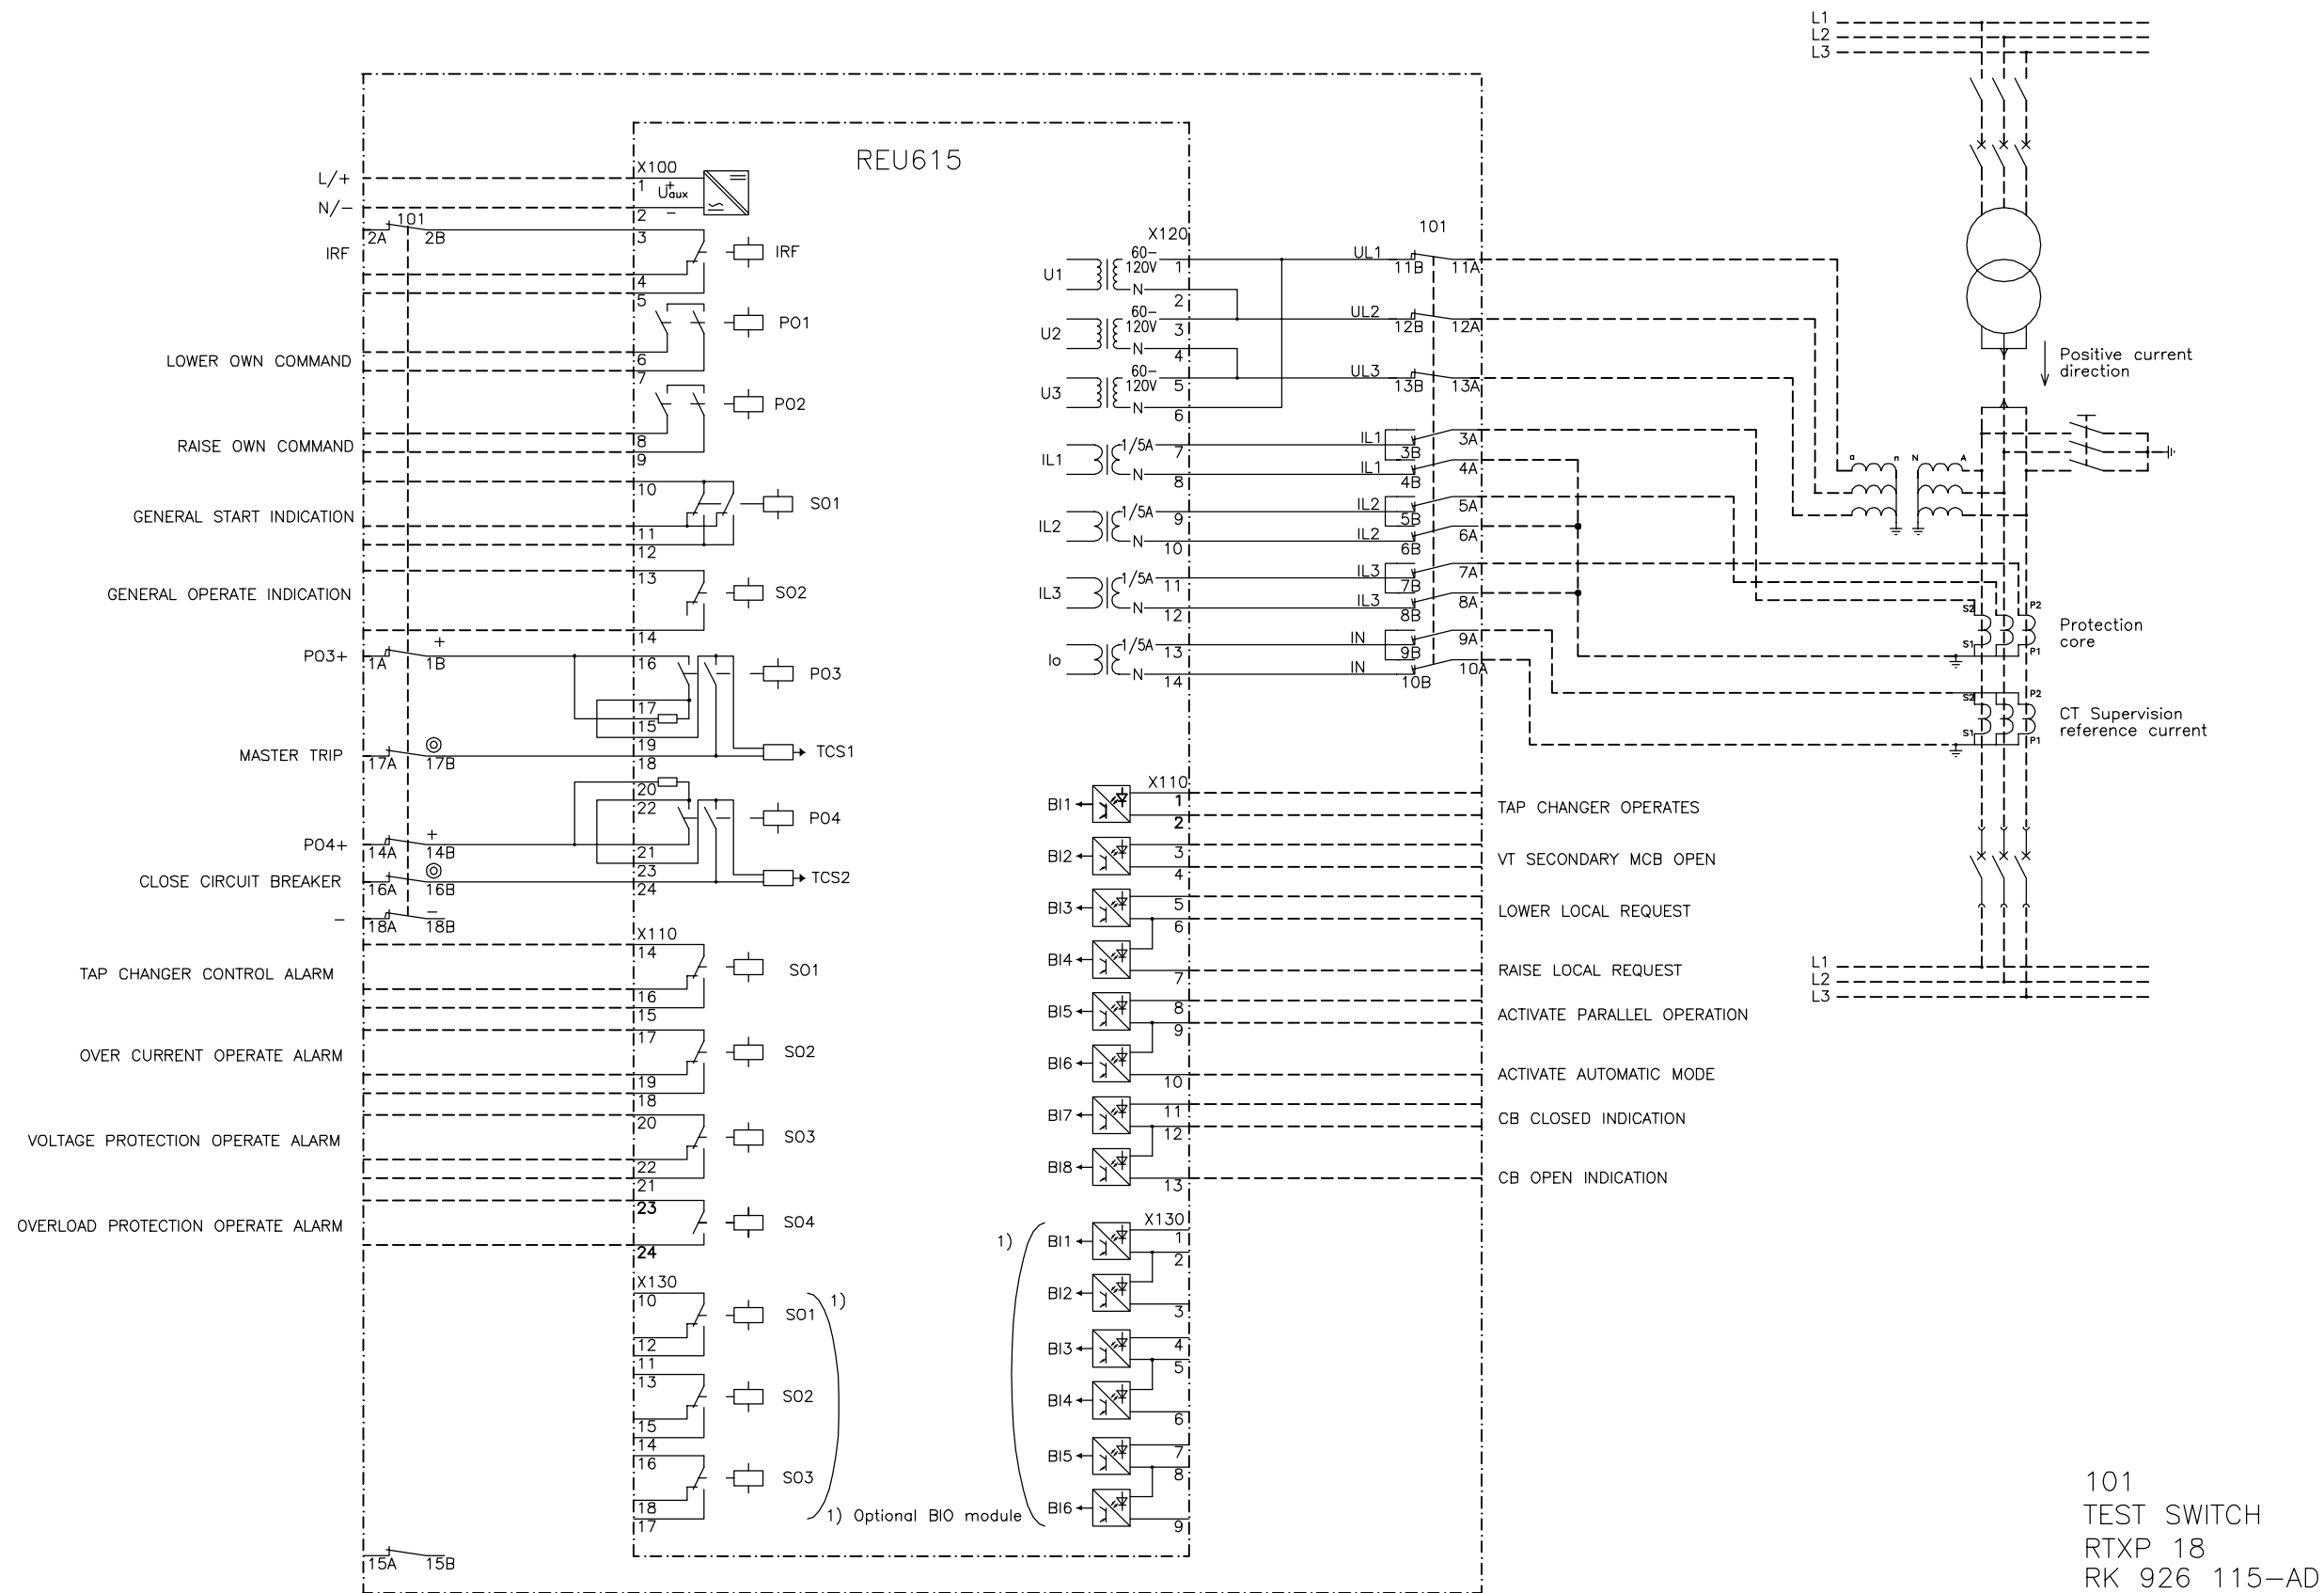 L1
L2
L3
REU615
L/+
X100
1
U+aux
N/−
2
−
101
2A
2B
3
IRF
IRF
4
5
PO1
LOWER OWN COMMAND
6
7
PO2
RAISE OWN COMMAND
8
9
10
SO1
GENERAL START INDICATION
11
12
13
GENERAL OPERATE INDICATION
SO2
14
PO3+
1A
+
1B
16
PO3
17
15
19
MASTER TRIP
17A
17B
18
TCS1
20
22
PO4
PO4+
14A
+
14B
21
23
CLOSE CIRCUIT BREAKER
16A
16B
24
TCS2
−
18A
−
18B
X110
14
TAP CHANGER CONTROL ALARM
SO1
16
15
17
OVER CURRENT OPERATE ALARM
SO2
19
18
20
VOLTAGE PROTECTION OPERATE ALARM
SO3
22
21
23
OVERLOAD PROTECTION OPERATE ALARM
SO4
24
X130
10
SO1
1)
12
11
13
SO2
15
14
16
SO3
18
17
1) Optional BIO module
15A
15B
X120
101
U1
60−
120V
1
N
2
UL1
11B
11A
U2
60−
120V
3
N
4
UL2
12B
12A
U3
60−
120V
5
N
6
UL3
13B
13A
IL1
1/5A
7
N
8
IL1
3B
3A
IL1
4B
4A
IL2
1/5A
9
N
10
IL2
5B
5A
IL2
6B
6A
IL3
1/5A
11
N
12
IL3
7B
7A
IL3
8B
8A
Io
1/5A
13
N
14
IN
9B
9A
IN
10B
10A
X110
BI1
1
2
TAP CHANGER OPERATES
BI2
3
4
VT SECONDARY MCB OPEN
BI3
5
6
LOWER LOCAL REQUEST
BI4
7
RAISE LOCAL REQUEST
BI5
8
9
ACTIVATE PARALLEL OPERATION
BI6
10
ACTIVATE AUTOMATIC MODE
BI7
11
12
CB CLOSED INDICATION
BI8
13
CB OPEN INDICATION
X130
1)
BI1
1
2
BI2
3
BI3
4
5
BI4
6
BI5
7
8
BI6
9
Positive current
direction
a
n
N
A
S2
P2
S1
P1
Protection
core
S2
P2
S1
P1
CT Supervision
reference current
L1
L2
L3
101
TEST SWITCH
RTXP 18
RK 926 115−AD